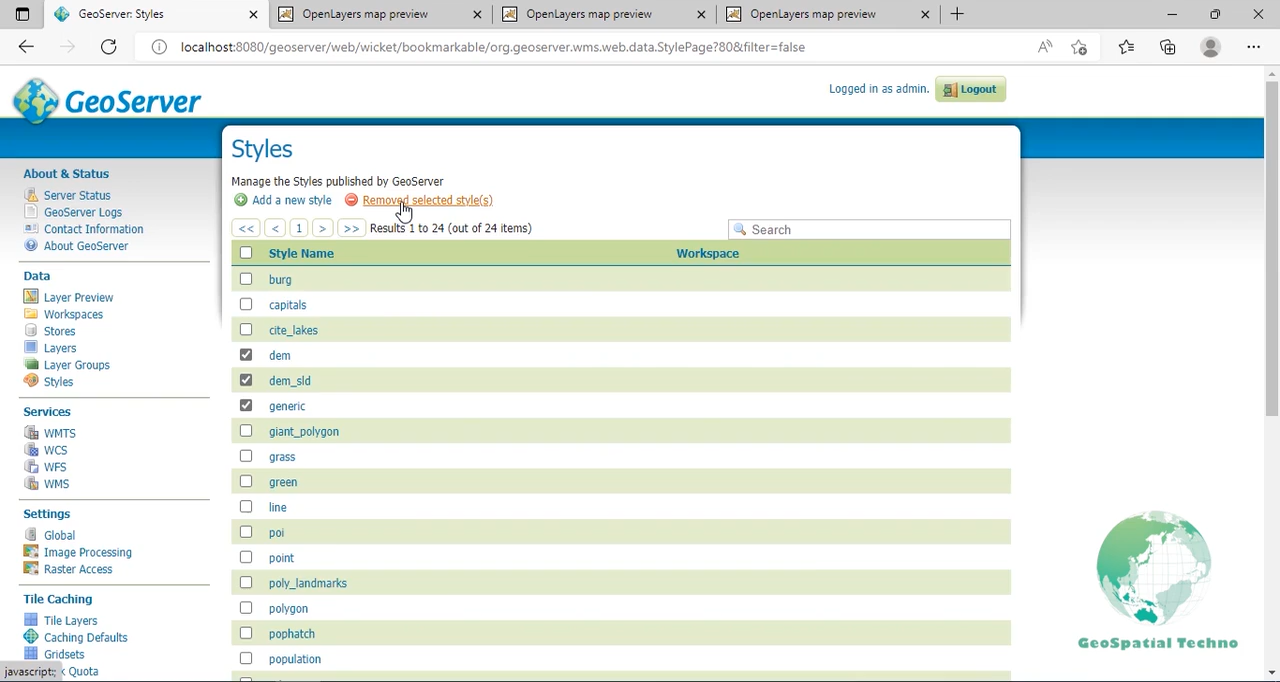 GeoServer: Styles
OpenLayers map preview
OpenLayers map preview
OpenLayers map preview
localhost:8080/geoserver/web/wicket/bookmarkable/org.geoserver.wms.web.data.StylePage?80&filter=false
GeoServer
Logged in as admin.
Logout
About & Status
Server Status
GeoServer Logs
Contact Information
About GeoServer
Data
Layer Preview
Workspaces
Stores
Layers
Layer Groups
Styles
Services
WMTS
WCS
WFS
WMS
Settings
Global
Image Processing
Raster Access
Tile Caching
Tile Layers
Caching Defaults
Gridsets
k Quota
javascript:;
Styles
Manage the Styles published by GeoServer
Add a new style
Removed selected style(s)
<< < 1 > >> Results 1 to 24 (out of 24 items)
Search
Style Name Workspace
burg
capitals
cite_lakes
dem
dem_sld
generic
giant_polygon
grass
green
line
poi
point
poly_landmarks
polygon
pophatch
population
GeoSpatial Techno